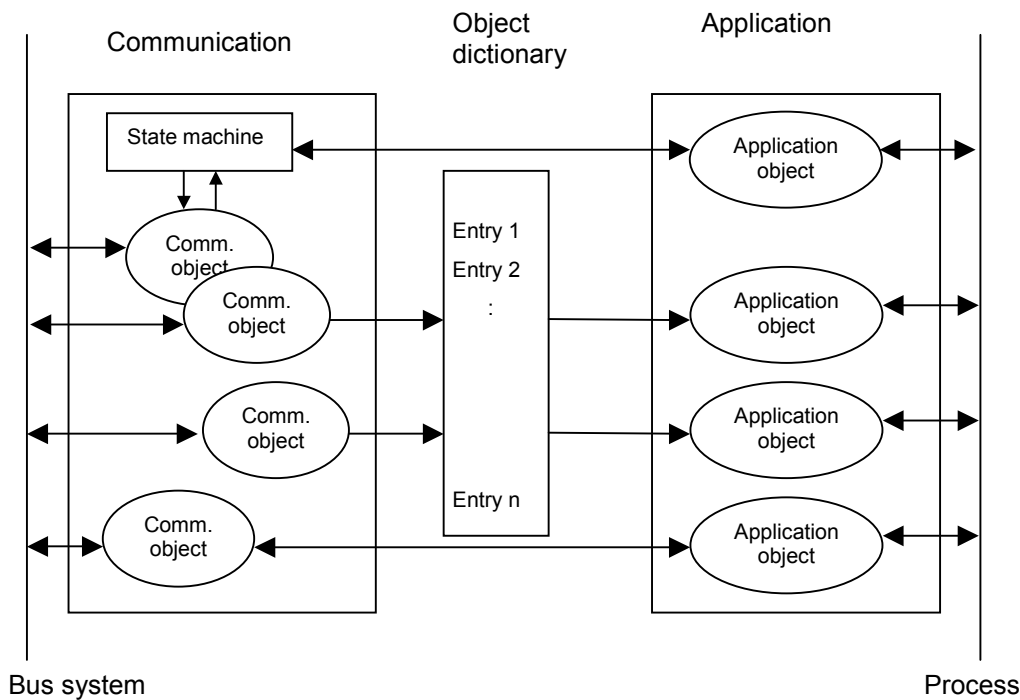 Communication
Object
dictionary
Application
State machine
Application
object
Comm.
object
Entry 1
Entry 2
:
Comm.
object
Application
object
Comm.
object
Application
object
Entry n
Comm.
object
Application
object
Bus system
Process